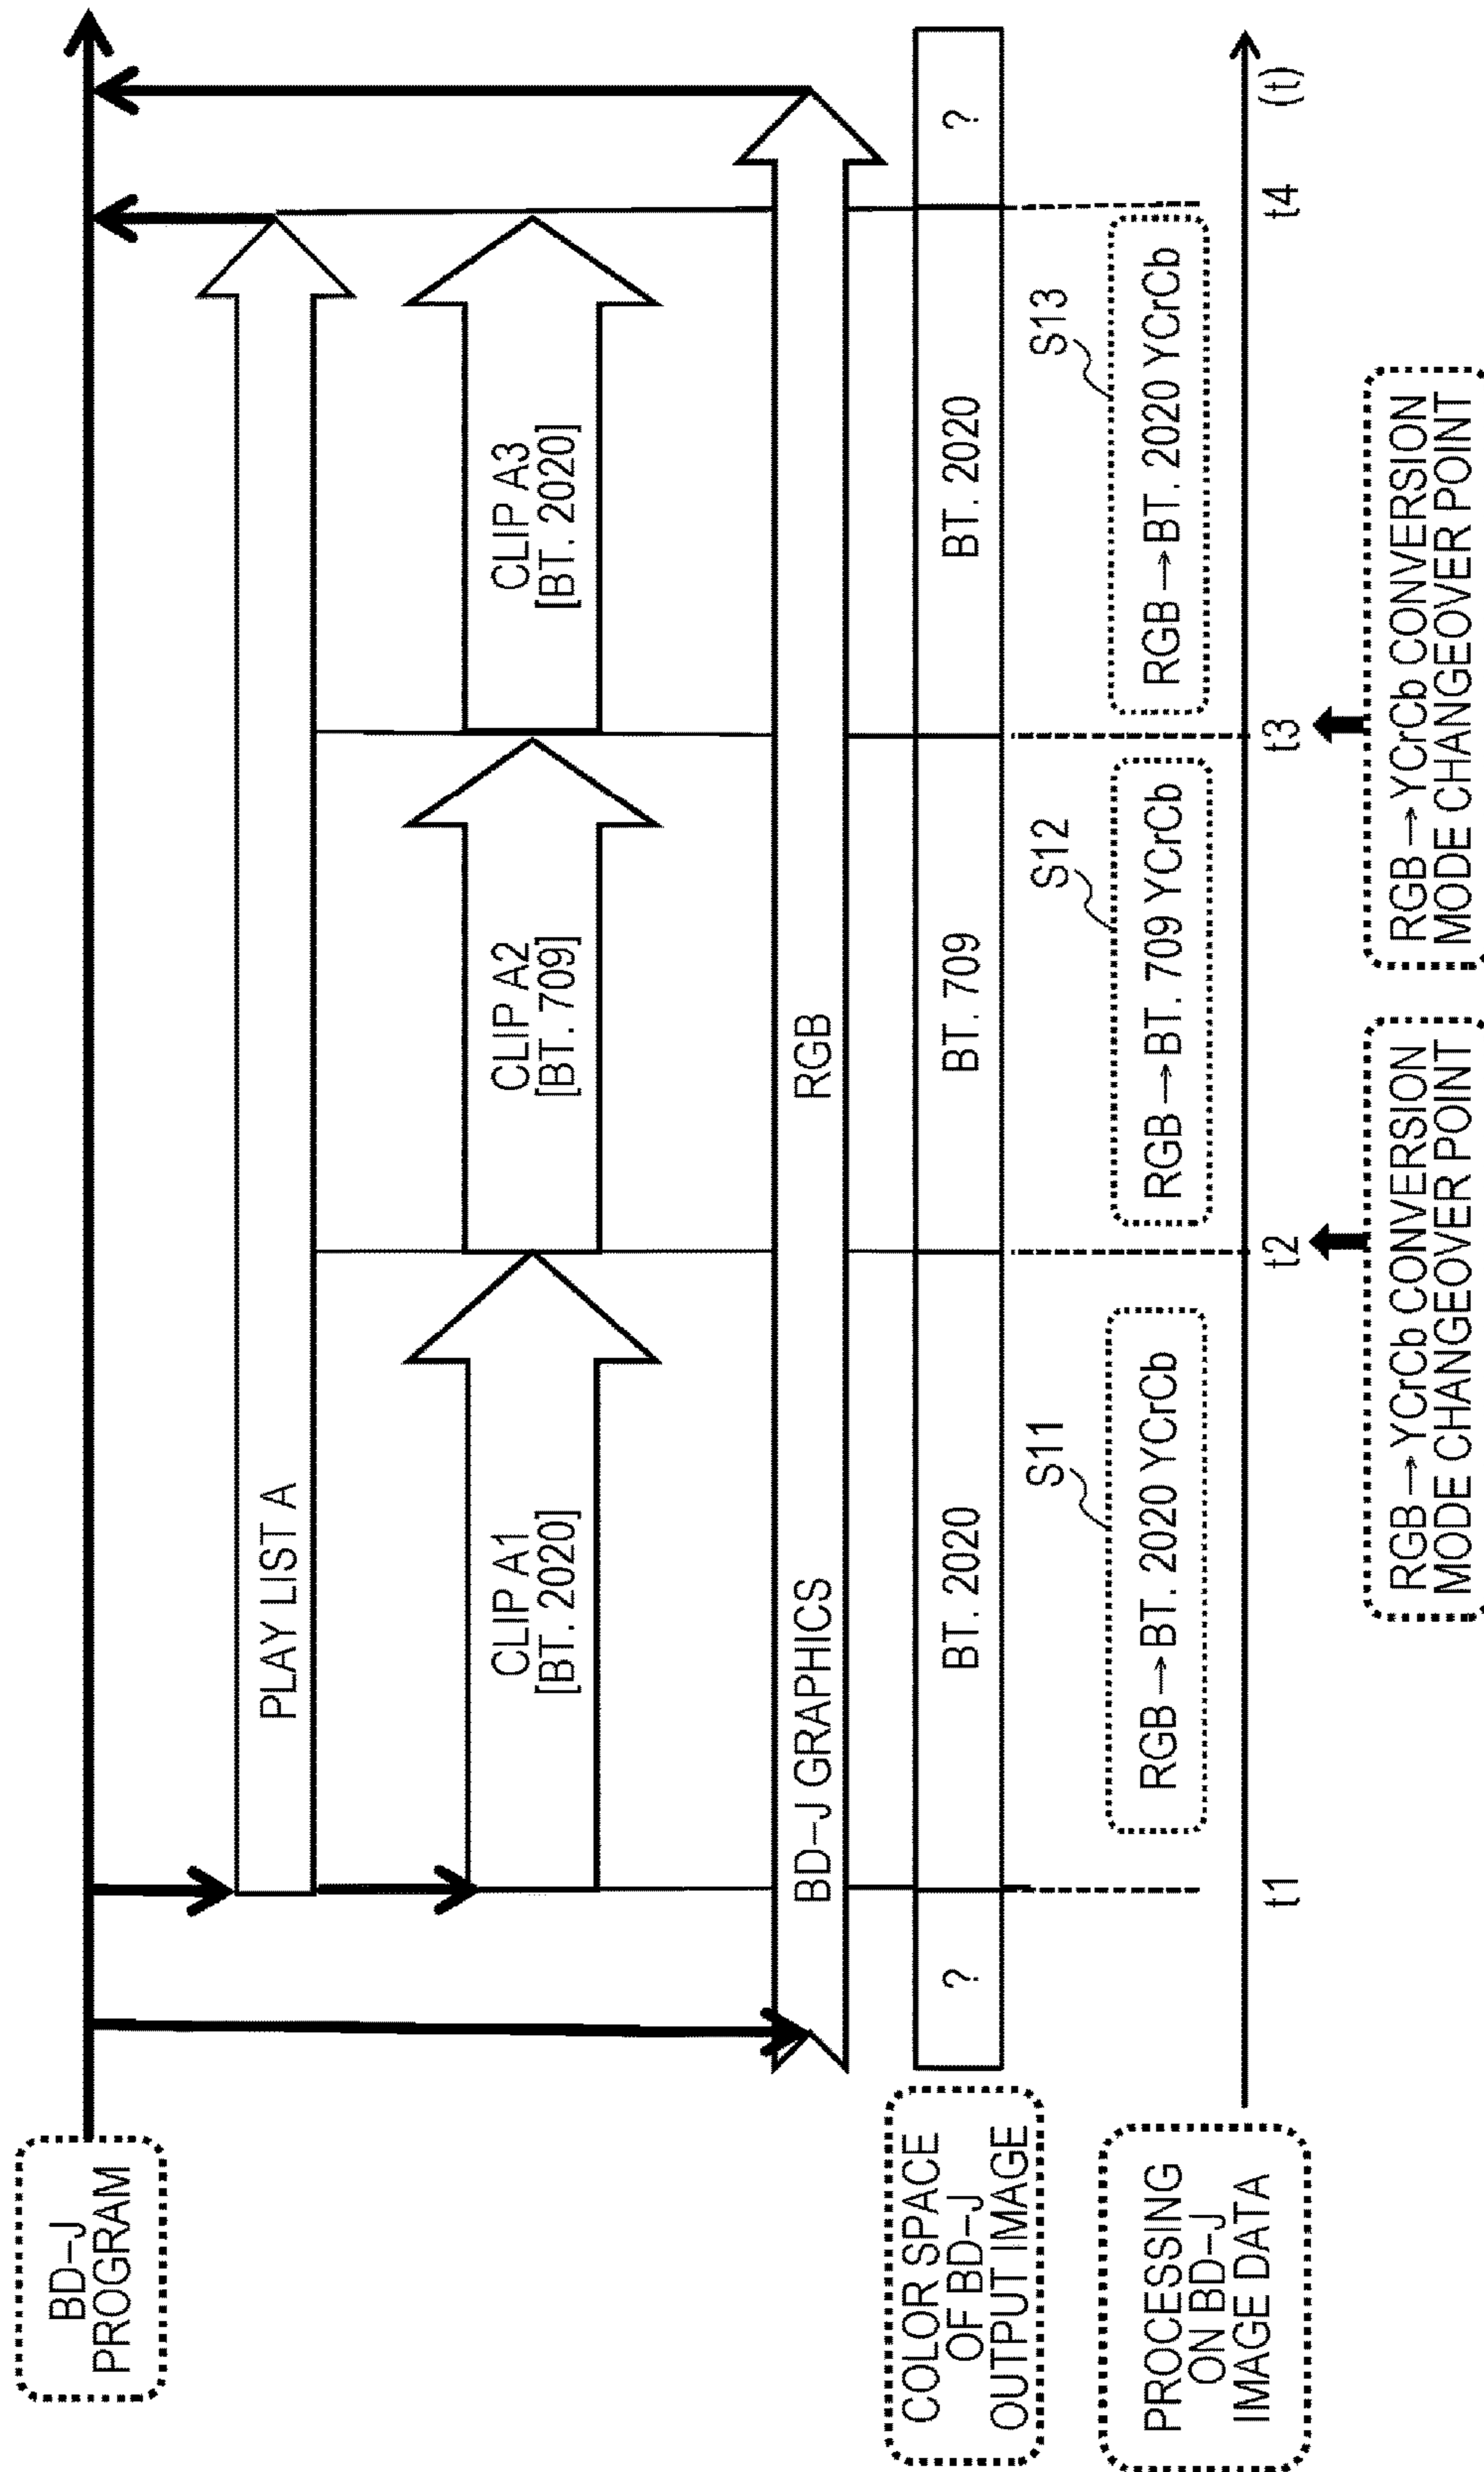 BD-J
PROGRAM
PLAY LIST A
CLIP A1
[BT. 2020]
CLIP A2
[BT. 709]
CLIP A3
[BT. 2020]
BD-J GRAPHICS
RGB
COLOR SPACE
OF BD-J
OUTPUT IMAGE
?
BT. 2020
BT. 709
BT. 2020
?
S11
S12
S13
PROCESSING
ON BD-J
IMAGE DATA
RGB→BT. 2020 YCrCb
RGB→BT. 709 YCrCb
RGB→BT. 2020 YCrCb
t1
t2
t3
t4
(t)
RGB→YCrCb CONVERSION
MODE CHANGEOVER POINT
RGB→YCrCb CONVERSION
MODE CHANGEOVER POINT